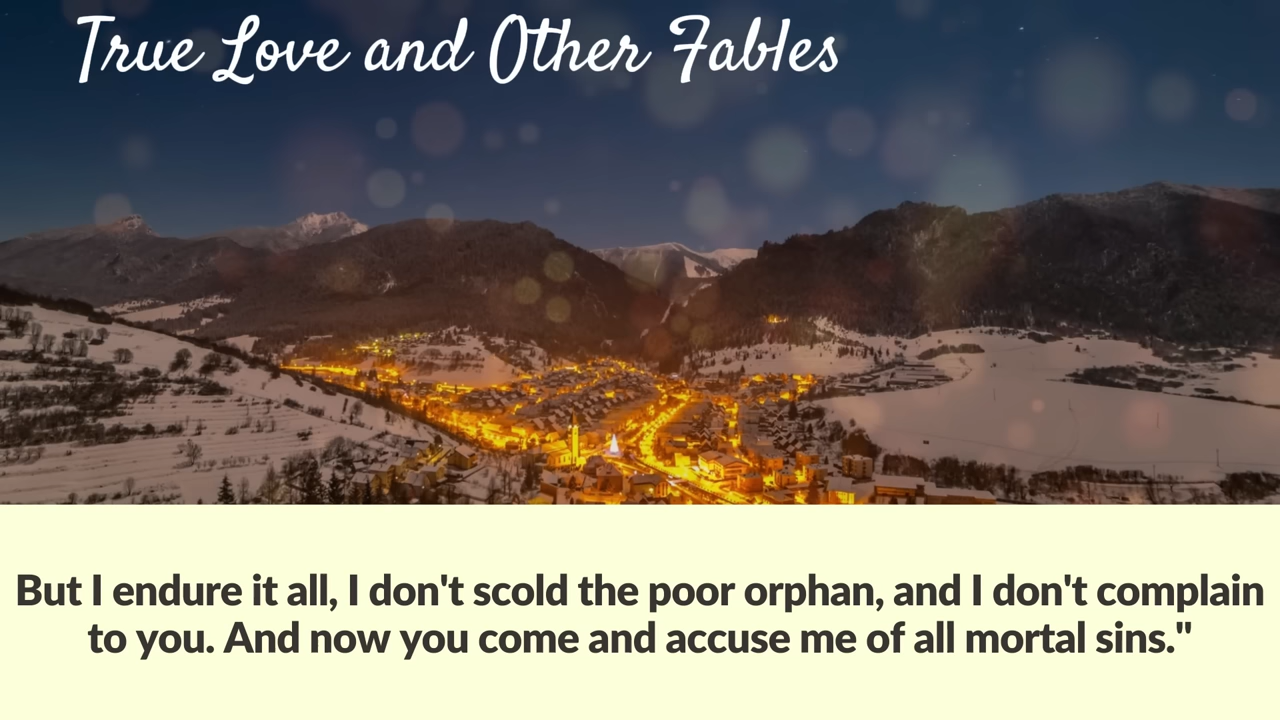 True Love and Other Fables
But I endure it all, I don't scold the poor orphan, and I don't complain
to you. And now you come and accuse me of all mortal sins."